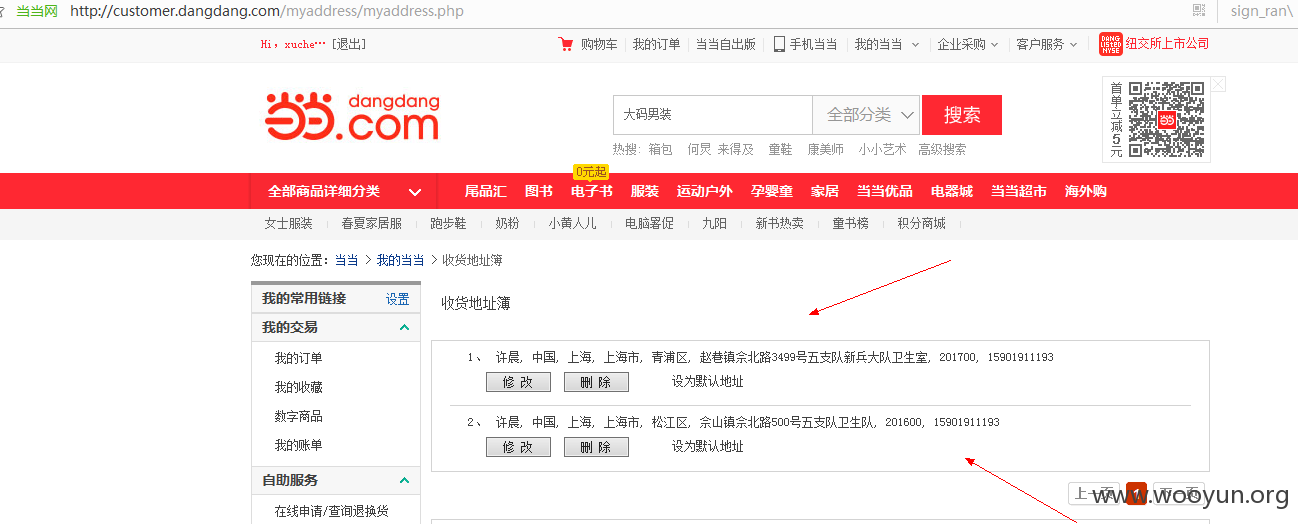 当当网 http://customer.dangdang.com/myaddress/myaddress.php sign_ran\
Hi，xuche… [退出] 购物车 我的订单 当当自出版 手机当当 我的当当 企业采购 客户服务 DANG LISTED NYSE 纽交所上市公司
当当.com dangdang
大码男装 全部分类 搜索
首单立减5元
热搜: 箱包 何炅 来得及 童鞋 康美师 小小艺术 高级搜索
0元起
全部商品详细分类 尾品汇 图书 电子书 服装 运动户外 孕婴童 家居 当当优品 电器城 当当超市 海外购
女士服装 春夏家居服 跑步鞋 奶粉 小黄人儿 电脑署促 九阳 新书热卖 童书榜 积分商城
您现在的位置：当当 > 我的当当 > 收货地址簿
我的常用链接 设置
我的交易
我的订单
我的收藏
数字商品
我的账单
自助服务
在线申请/查询退换货
收货地址簿
1、 许晨, 中国, 上海, 上海市, 青浦区, 赵巷镇佘北路3499号五支队新兵大队卫生室, 201700, 15901911193
修 改 删 除 设为默认地址
2、 许晨, 中国, 上海, 上海市, 松江区, 佘山镇佘北路500号五支队卫生队, 201600, 15901911193
修 改 删 除 设为默认地址
上一页 1 下一页
www.wooyun.org